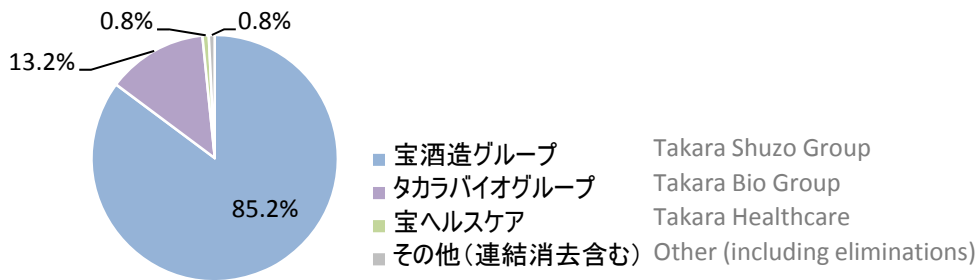 0.8%
0.8%
13.2%
85.2%
宝酒造グループ Takara Shuzo Group
タカラバイオグループ Takara Bio Group
宝ヘルスケア Takara Healthcare
その他(連結消去含む) Other (including eliminations)